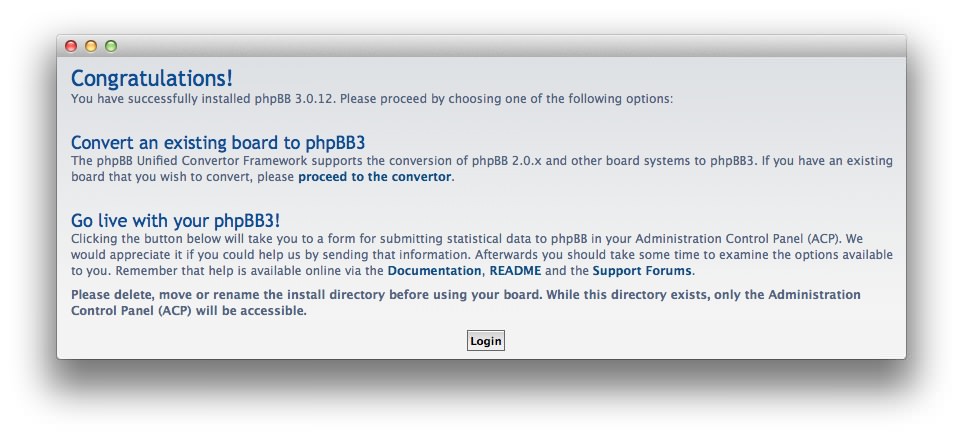 Congratulations!
You have successfully installed phpBB 3.0.12. Please proceed by choosing one of the following options:
Convert an existing board to phpBB3
The phpBB Unified Convertor Framework supports the conversion of phpBB 2.0.x and other board systems to phpBB3. If you have an existing
board that you wish to convert, please proceed to the convertor.
Go live with your phpBB3!
Clicking the button below will take you to a form for submitting statistical data to phpBB in your Administration Control Panel (ACP). We
would appreciate it if you could help us by sending that information. Afterwards you should take some time to examine the options available
to you. Remember that help is available online via the Documentation, README and the Support Forums.
Please delete, move or rename the install directory before using your board. While this directory exists, only the Administration
Control Panel (ACP) will be accessible.
Login